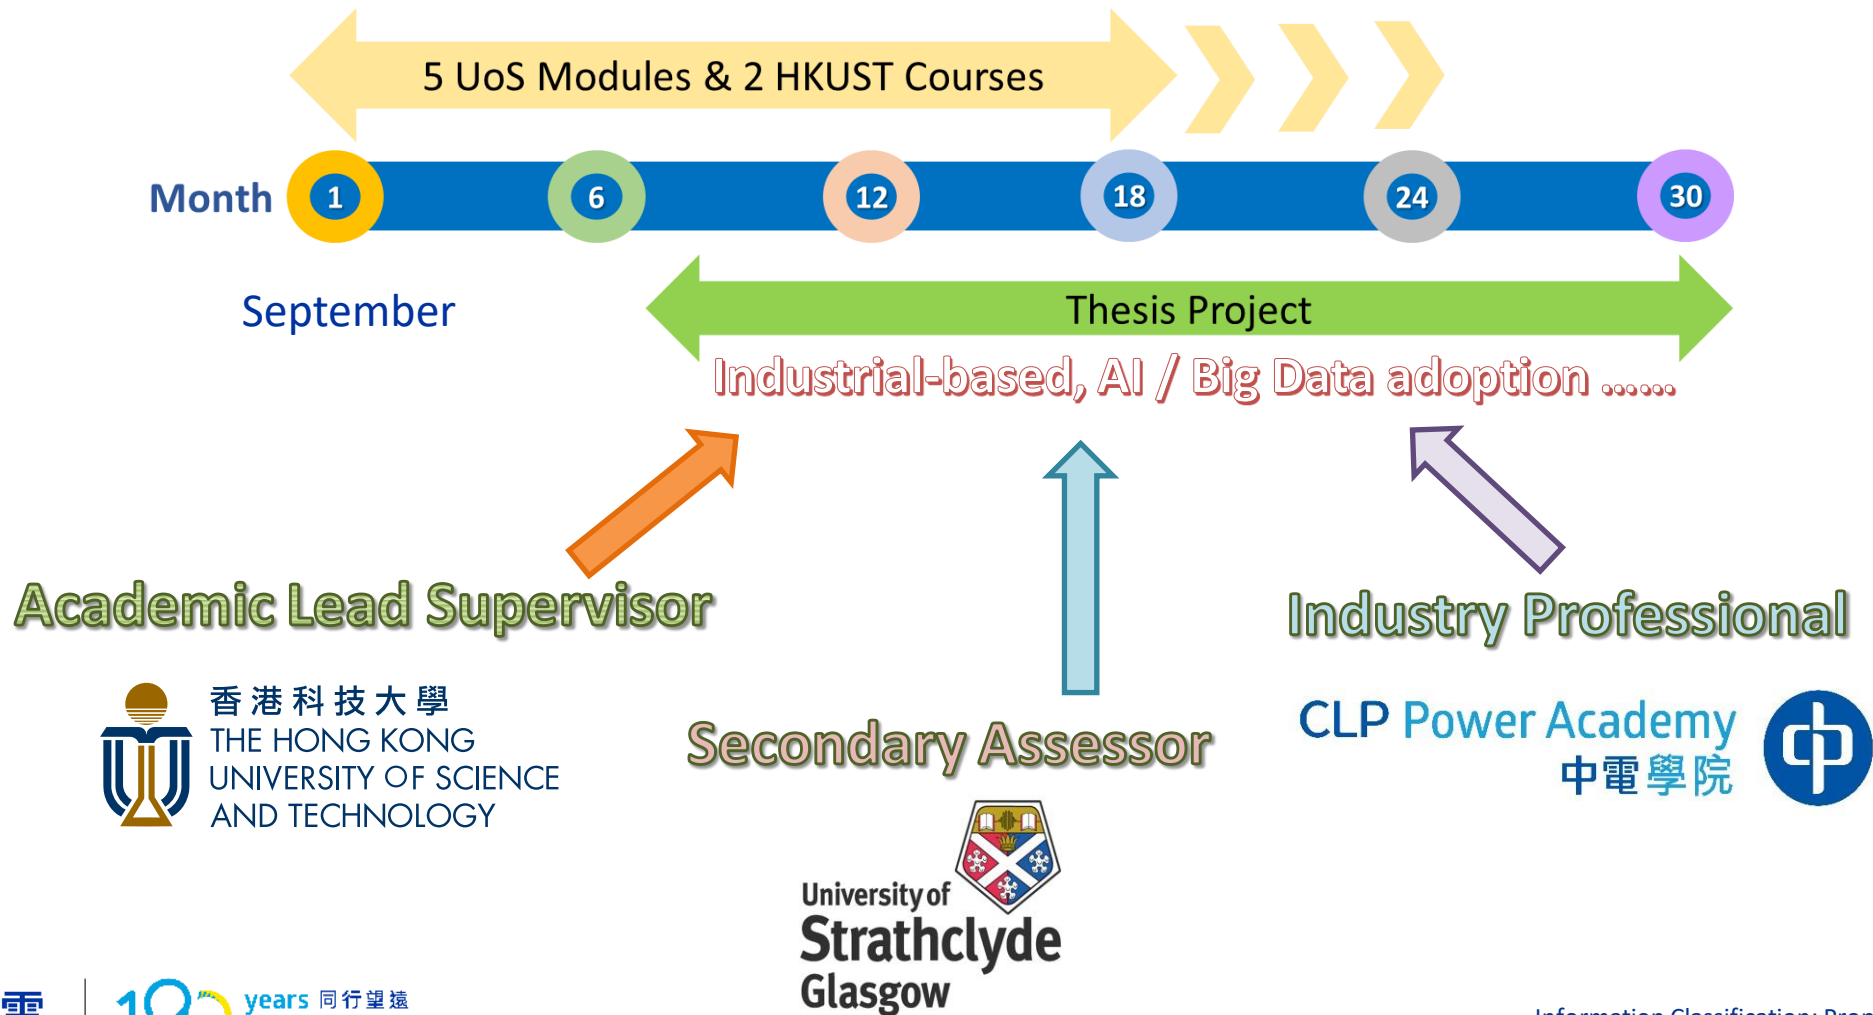 5 UoS Modules & 2 HKUST Courses
Month 1 6 12 18 24 30
September
Thesis Project
Industrial-based, AI / Big Data adoption ......
Academic Lead Supervisor
香港科技大學
THE HONG KONG
UNIVERSITY OF SCIENCE
AND TECHNOLOGY
Secondary Assessor
University of
Strathclyde
Glasgow
Industry Professional
CLP Power Academy
中電學院
電
years 同行望遠
Information Classification: